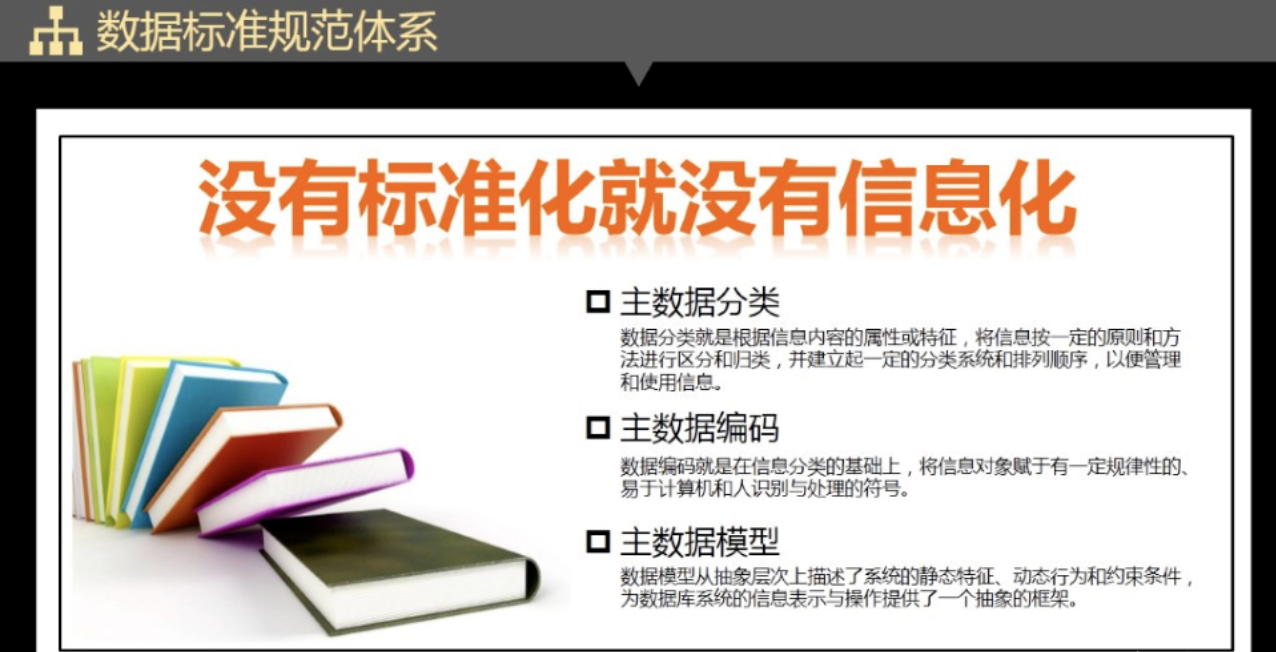 数据标准规范体系
没有标准化就没有信息化
主数据分类
数据分类就是根据信息内容的属性或特征，将信息按一定的原则和方
法进行区分和归类，并建立起一定的分类系统和排列顺序，以便管理
和使用信息。
主数据编码
数据编码就是在信息分类的基础上，将信息对象赋于有一定规律性的、
易于计算机和人识别与处理的符号。
主数据模型
数据模型从抽象层次上描述了系统的静态特征、动态行为和约束条件，
为数据库系统的信息表示与操作提供了一个抽象的框架。